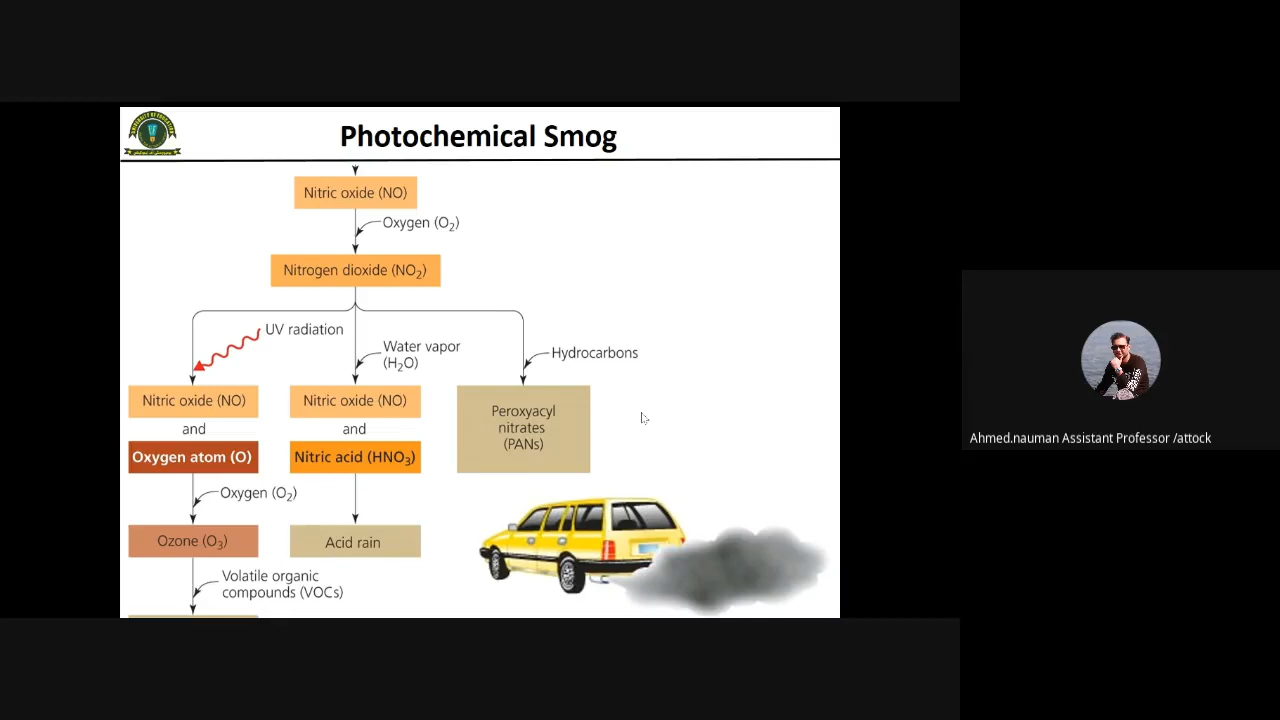 Photochemical Smog
Nitric oxide (NO)
Oxygen (O₂)
Nitrogen dioxide (NO₂)
UV radiation
Water vapor
(H₂O)
Hydrocarbons
Nitric oxide (NO)
and
Oxygen atom (O)
Nitric oxide (NO)
and
Nitric acid (HNO₃)
Peroxyacyl
nitrates
(PANs)
Oxygen (O₂)
Ozone (O₃)
Acid rain
Volatile organic
compounds (VOCs)
Ahmed.nauman Assistant Professor /attock